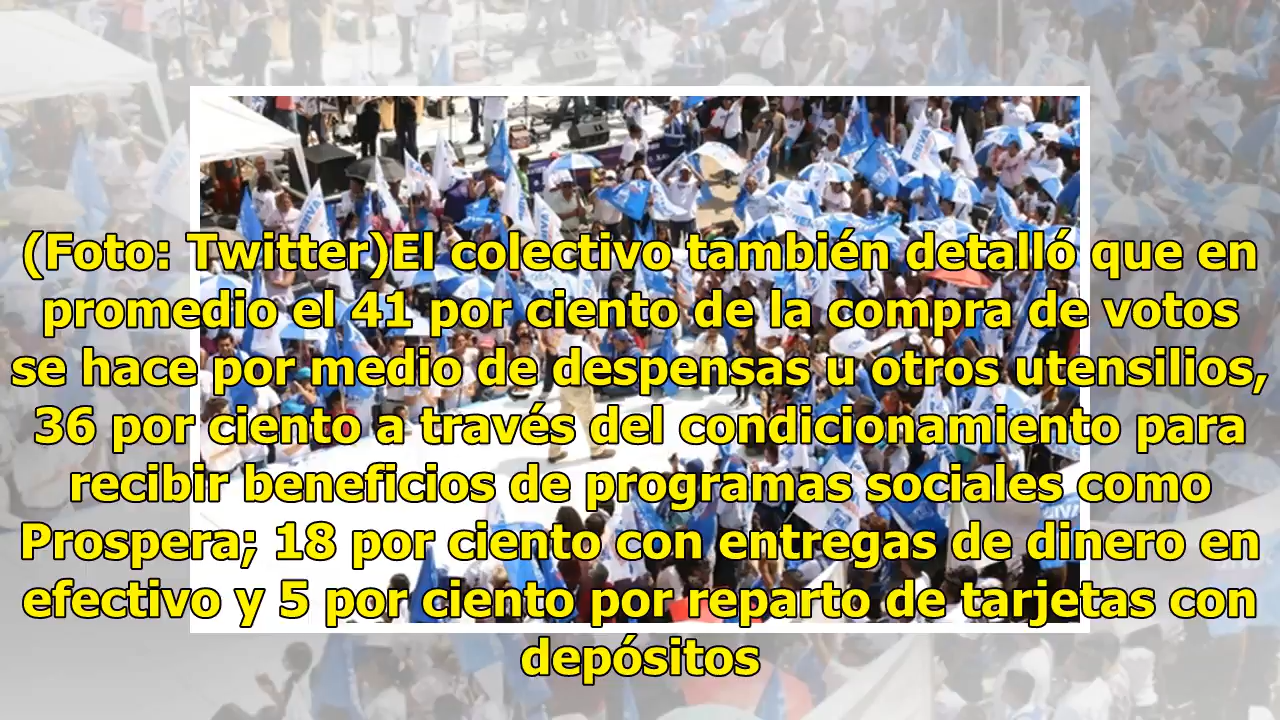 (Foto: Twitter)El colectivo también detalló que en
promedio el 41 por ciento de la compra de votos
se hace por medio de despensas u otros utensilios,
36 por ciento a través del condicionamiento para
recibir beneficios de programas sociales como
Prospera; 18 por ciento con entregas de dinero en
efectivo y 5 por ciento por reparto de tarjetas con
depósitos